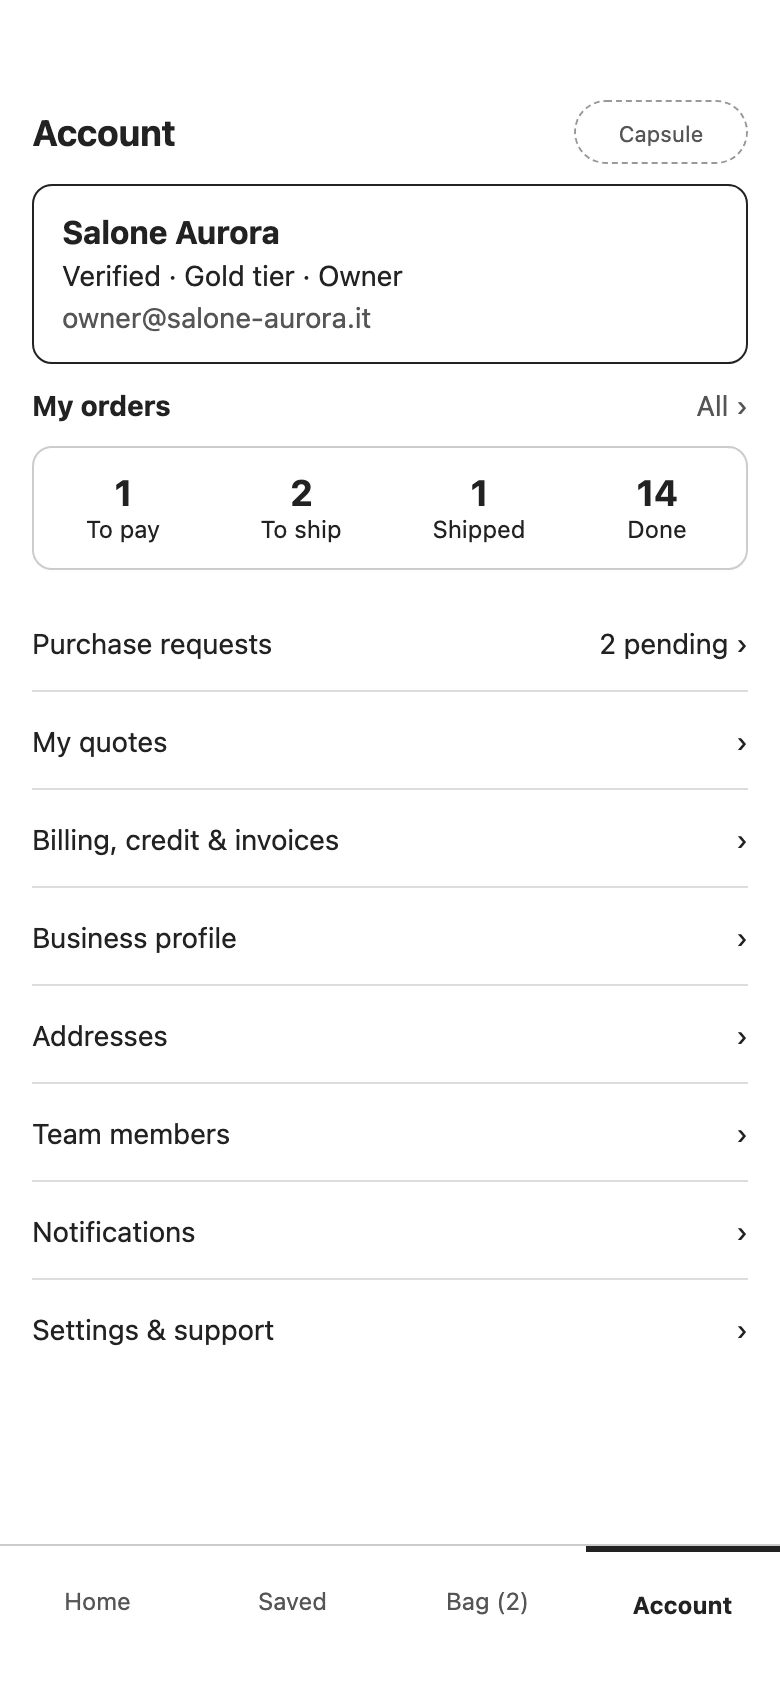 Account
Capsule
Salone Aurora
Verified · Gold tier · Owner
owner@salone-aurora.it
My orders
All ›
1 2 1 14
To pay To ship Shipped Done
Purchase requests 2 pending ›
My quotes ›
Billing, credit & invoices ›
Business profile ›
Addresses ›
Team members ›
Notifications ›
Settings & support ›
Home Saved Bag (2) Account